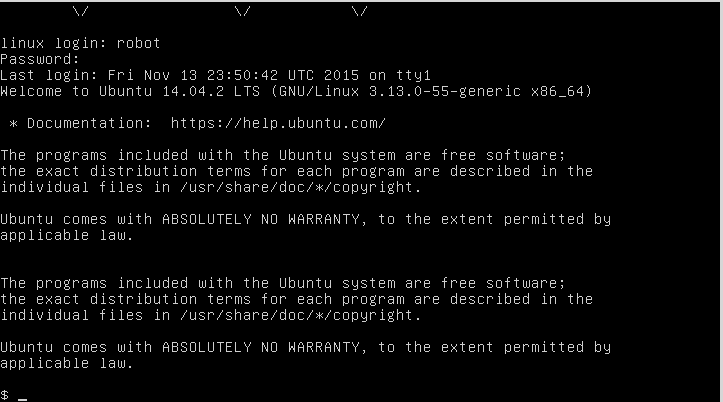 \/ \/ \/
linux login: robot
Password:
Last login: Fri Nov 13 23:50:42 UTC 2015 on tty1
Welcome to Ubuntu 14.04.2 LTS (GNU/Linux 3.13.0-55-generic x86_64)
* Documentation:  https://help.ubuntu.com/
The programs included with the Ubuntu system are free software;
the exact distribution terms for each program are described in the
individual files in /usr/share/doc/*/copyright.
Ubuntu comes with ABSOLUTELY NO WARRANTY, to the extent permitted by
applicable law.
The programs included with the Ubuntu system are free software;
the exact distribution terms for each program are described in the
individual files in /usr/share/doc/*/copyright.
Ubuntu comes with ABSOLUTELY NO WARRANTY, to the extent permitted by
applicable law.
$ _